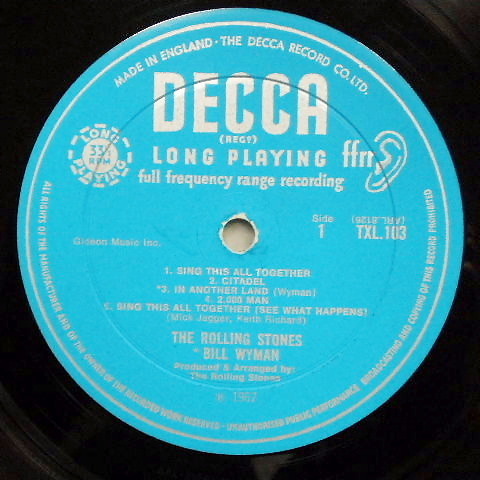 MADE IN ENGLAND · THE DECCA RECORD CO. LTD.
DECCA
(REGD)
LONG PLAYING ffrr
full frequency range recording
LONG PLAYING
33⅓
RPM
Side
1
(ARL.8126)
TXL.103
Gideon Music Inc.
1. SING THIS ALL TOGETHER
2. CITADEL
*3. IN ANOTHER LAND (Wyman)
4. 2,000 MAN
5. SING THIS ALL TOGETHER (SEE WHAT HAPPENS)
(Mick Jagger, Keith Richard)
THE ROLLING STONES
* BILL WYMAN
Produced & Arranged by:
The Rolling Stones
℗ 1967
ALL RIGHTS OF THE MANUFACTURER AND OF THE OWNER OF THE RECORDED WORK RESERVED - UNAUTHORISED PUBLIC PERFORMANCE, BROADCASTING AND COPYING OF THIS RECORD PROHIBITED